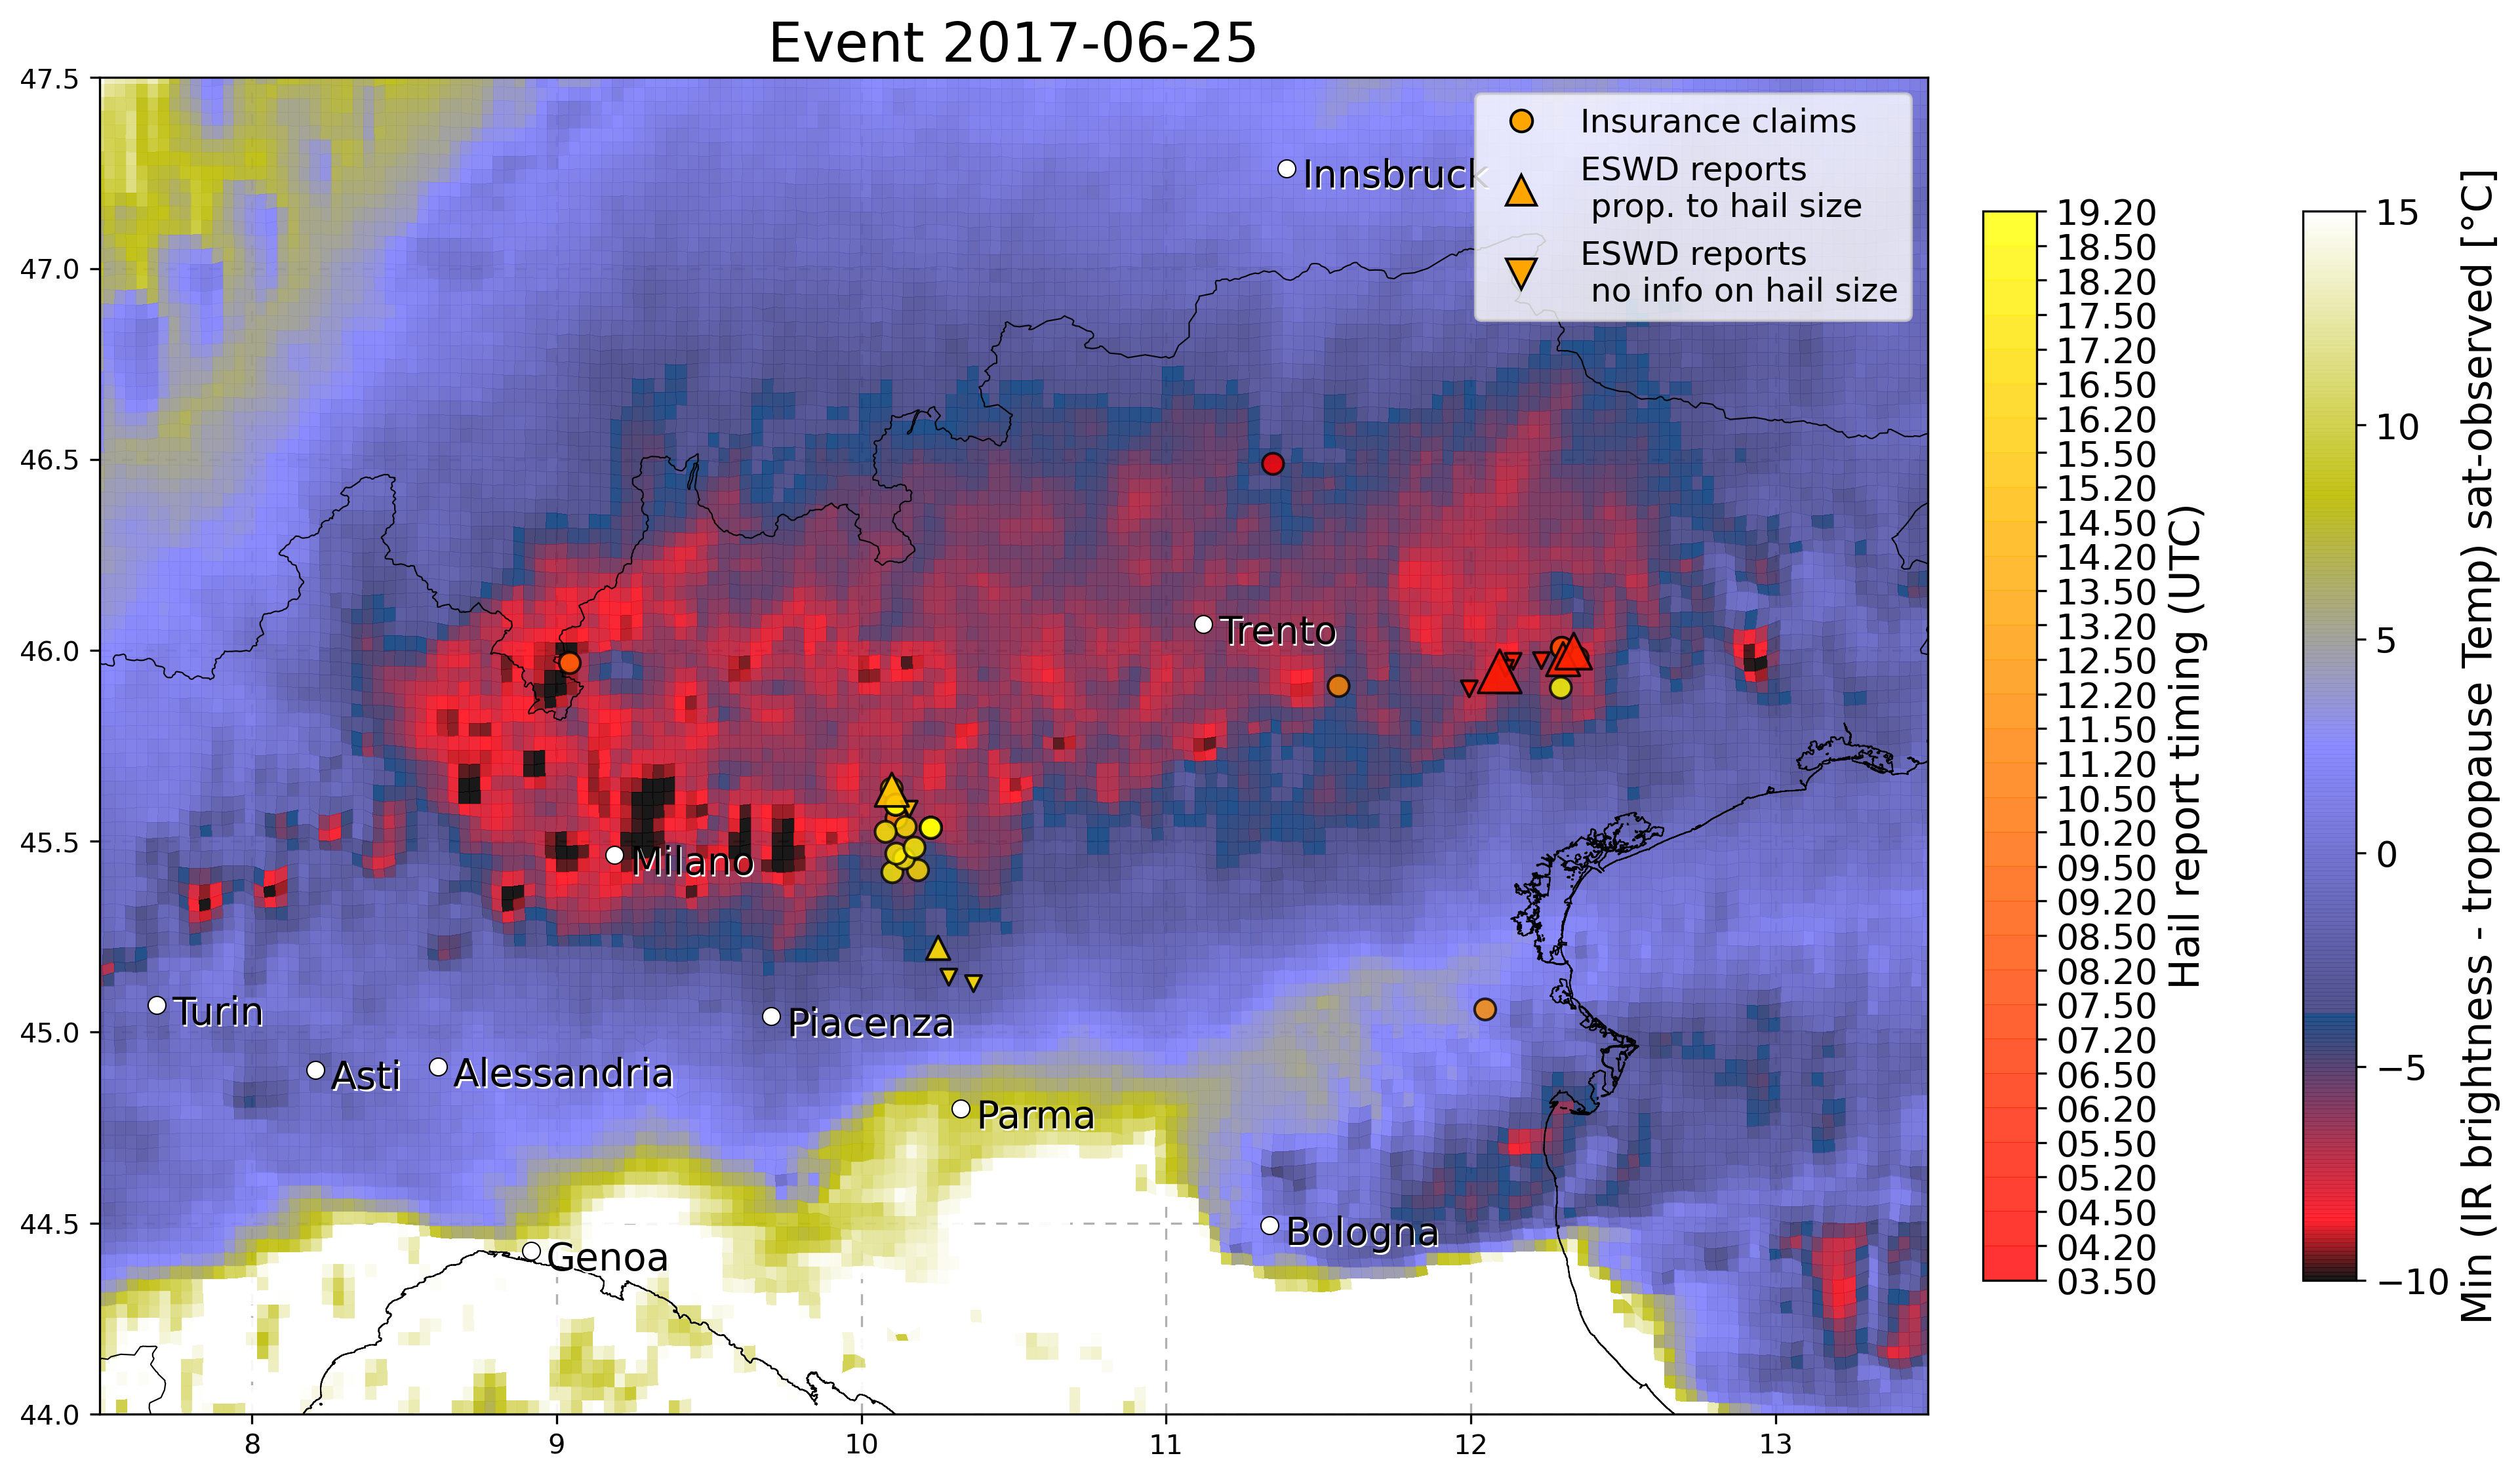 Event 2017-06-25
47.5
47.0
46.5
46.0
45.5
45.0
44.5
44.0
8
9
10
11
12
13
Insurance claims
ESWD reports
prop. to hail size
ESWD reports
no info on hail size
Innsbruck
Trento
Milano
Turin
Piacenza
Asti
Alessandria
Parma
Bologna
Genoa
19.20
18.50
18.20
17.50
17.20
16.50
16.20
15.50
15.20
14.50
14.20
13.50
13.20
12.50
12.20
11.50
11.20
10.50
10.20
09.50
09.20
08.50
08.20
07.50
07.20
06.50
06.20
05.50
05.20
04.50
04.20
03.50
Hail report timing (UTC)
15
10
5
0
−5
−10
Min (IR brightness - tropopause Temp) sat-observed [°C]